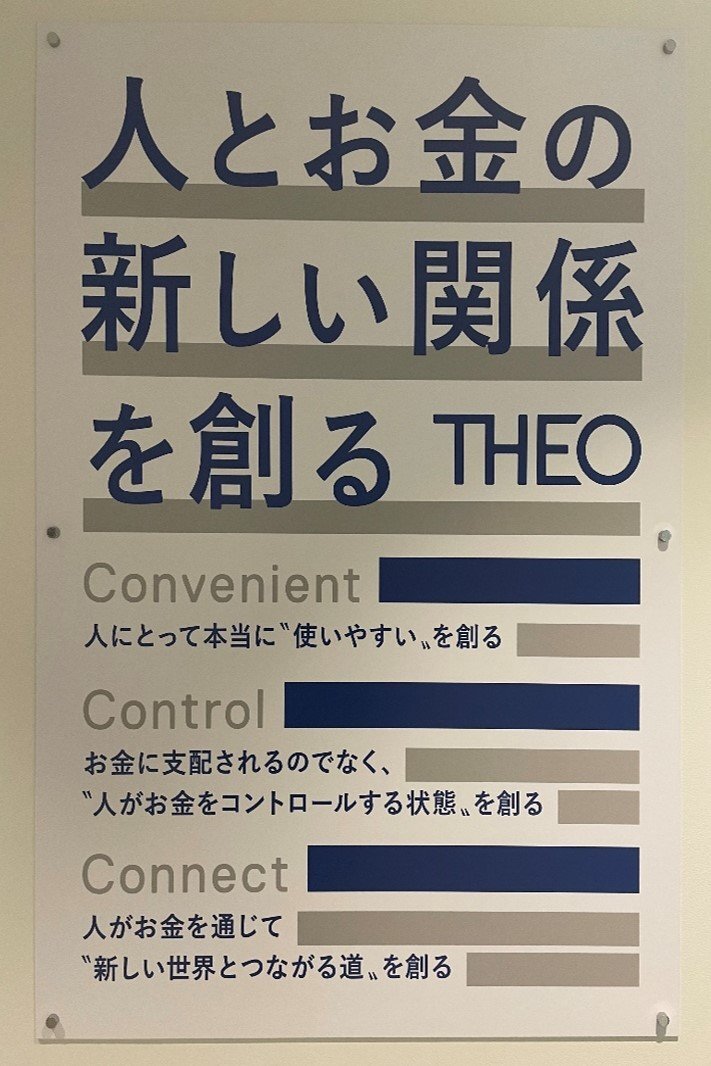 人とお金の
新しい関係
を創る THEO
Convenient
人にとって本当に〝使いやすい〟を創る
Control
お金に支配されるのでなく、
〝人がお金をコントロールする状態〟を創る
Connect
人がお金を通じて
〝新しい世界とつながる道〟を創る